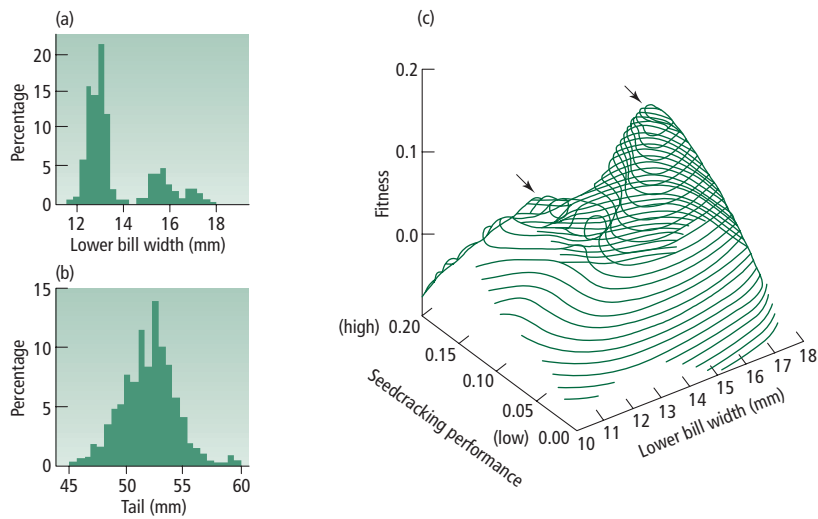 (a)
20
15
10
5
0
Percentage
12 14 16 18
Lower bill width (mm)
(b)
15
10
5
0
Percentage
45 50 55 60
Tail (mm)
(c)
0.2
0.1
0.0
Fitness
(high) 0.20
0.15
0.10
0.05
(low) 0.00
Seedcracking performance
10 11 12 13 14 15 16 17 18
Lower bill width (mm)